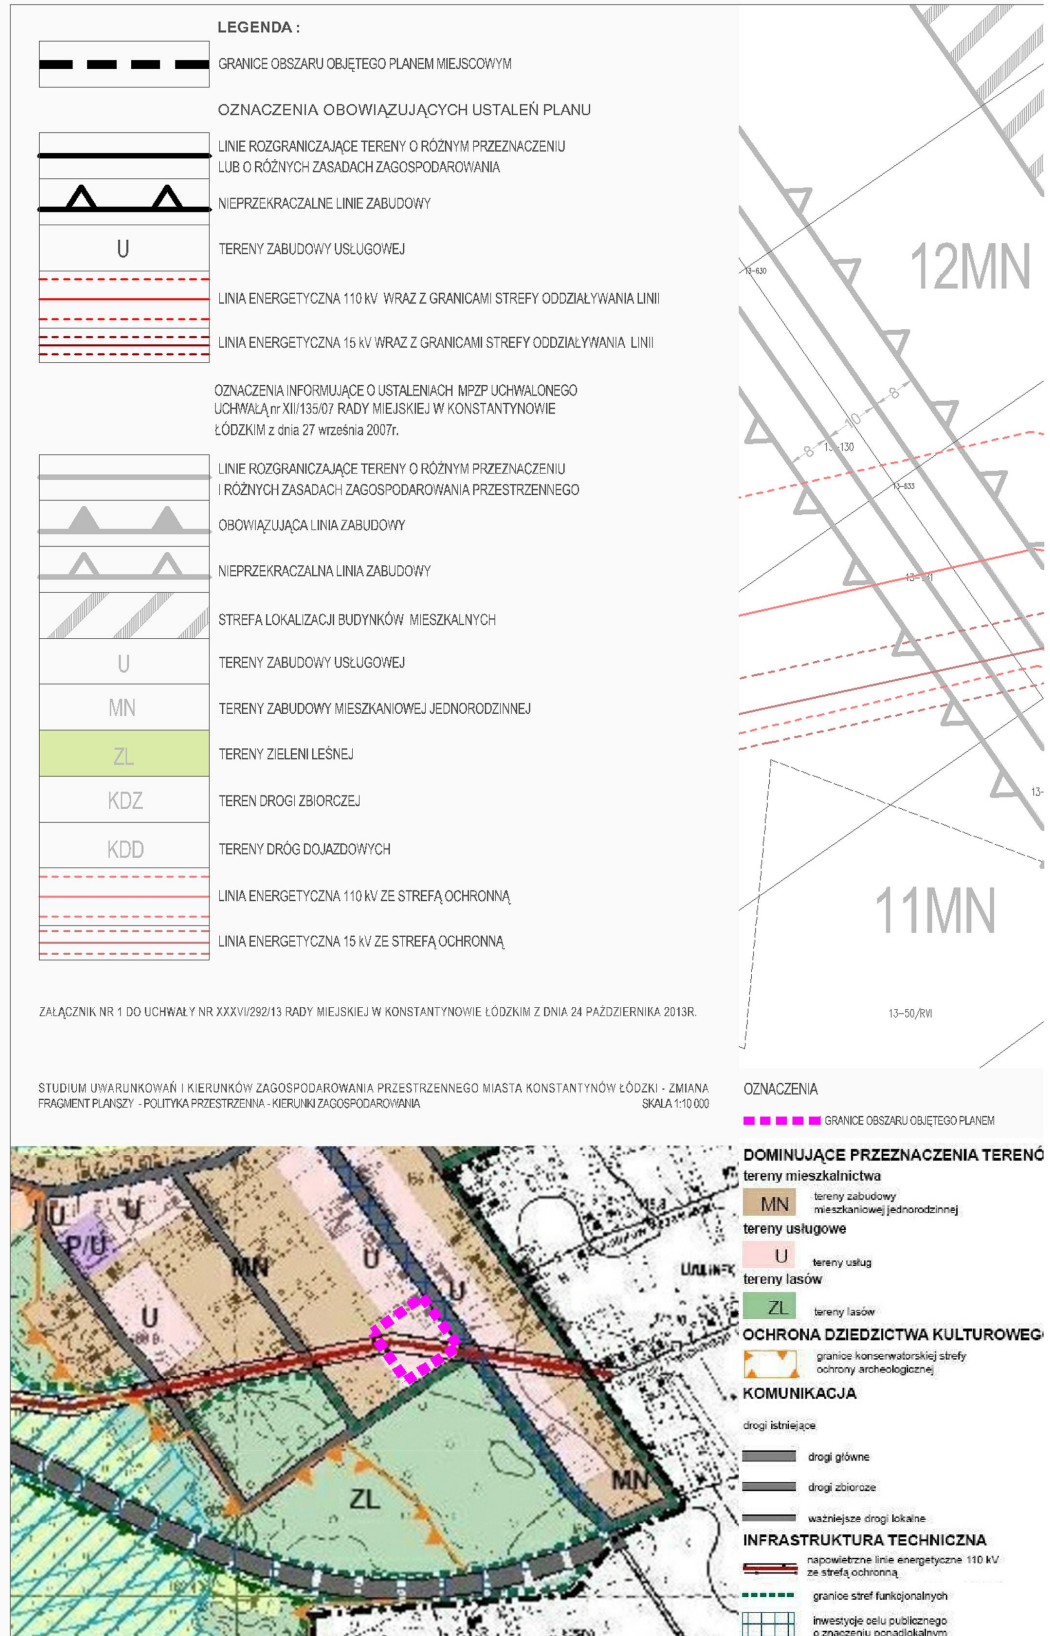 LEGENDA :
GRANICE OBSZARU OBJĘTEGO PLANEM MIEJSCOWYM
OZNACZENIA OBOWIĄZUJĄCYCH USTALEŃ PLANU
LINIE ROZGRANICZAJĄCE TERENY O RÓŻNYM PRZEZNACZENIU
LUB O RÓŻNYCH ZASADACH ZAGOSPODAROWANIA
NIEPRZEKRACZALNE LINIE ZABUDOWY
U
TERENY ZABUDOWY USŁUGOWEJ
LINIA ENERGETYCZNA 110 kV WRAZ Z GRANICAMI STREFY ODDZIAŁYWANIA LINII
LINIA ENERGETYCZNA 15 kV WRAZ Z GRANICAMI STREFY ODDZIAŁYWANIA LINII
OZNACZENIA INFORMUJĄCE O USTALENIACH MPZP UCHWALONEGO
UCHWAŁĄ nr XII/135/07 RADY MIEJSKIEJ W KONSTANTYNOWIE
ŁÓDZKIM z dnia 27 września 2007r.
LINIE ROZGRANICZAJĄCE TERENY O RÓŻNYM PRZEZNACZENIU
I RÓŻNYCH ZASADACH ZAGOSPODAROWANIA PRZESTRZENNEGO
OBOWIĄZUJĄCA LINIA ZABUDOWY
NIEPRZEKRACZALNA LINIA ZABUDOWY
STREFA LOKALIZACJI BUDYNKÓW MIESZKALNYCH
U
TERENY ZABUDOWY USŁUGOWEJ
MN
TERENY ZABUDOWY MIESZKANIOWEJ JEDNORODZINNEJ
ZL
TERENY ZIELENI LEŚNEJ
KDZ
TEREN DROGI ZBIORCZEJ
KDD
TERENY DRÓG DOJAZDOWYCH
LINIA ENERGETYCZNA 110 kV ZE STREFĄ OCHRONNĄ
LINIA ENERGETYCZNA 15 kV ZE STREFĄ OCHRONNĄ
ZAŁĄCZNIK NR 1 DO UCHWAŁY NR XXXVI/292/13 RADY MIEJSKIEJ W KONSTANTYNOWIE ŁÓDZKIM Z DNIA 24 PAŹDZIERNIKA 2013R.
STUDIUM UWARUNKOWAŃ I KIERUNKÓW ZAGOSPODAROWANIA PRZESTRZENNEGO MIASTA KONSTANTYNÓW ŁÓDZKI - ZMIANA
FRAGMENT PLANSZY - POLITYKA PRZESTRZENNA - KIERUNKI ZAGOSPODAROWANIA
SKALA 1:10 000
12MN
13-630
8
10
8
13-130
13-633
11MN
13-50/RVI
OZNACZENIA
GRANICE OBSZARU OBJĘTEGO PLANEM
DOMINUJĄCE PRZEZNACZENIA TERENÓ
tereny mieszkalnictwa
MN
tereny zabudowy
mieszkaniowej jednorodzinnej
tereny usługowe
U
tereny usług
tereny lasów
ZL
tereny lasów
OCHRONA DZIEDZICTWA KULTUROWEG
granice konserwatorskiej strefy
ochrony archeologicznej
KOMUNIKACJA
drogi istniejące
drogi główne
drogi zbiorcze
ważniejsze drogi lokalne
INFRASTRUKTURA TECHNICZNA
napowietrzne linie energetyczne 110 kV
ze strefą ochronną
granice stref funkcjonalnych
inwestycje celu publicznego
o znaczeniu ponadlokalnym
U
U
P/U
U
MN
U
U
MN
ZL